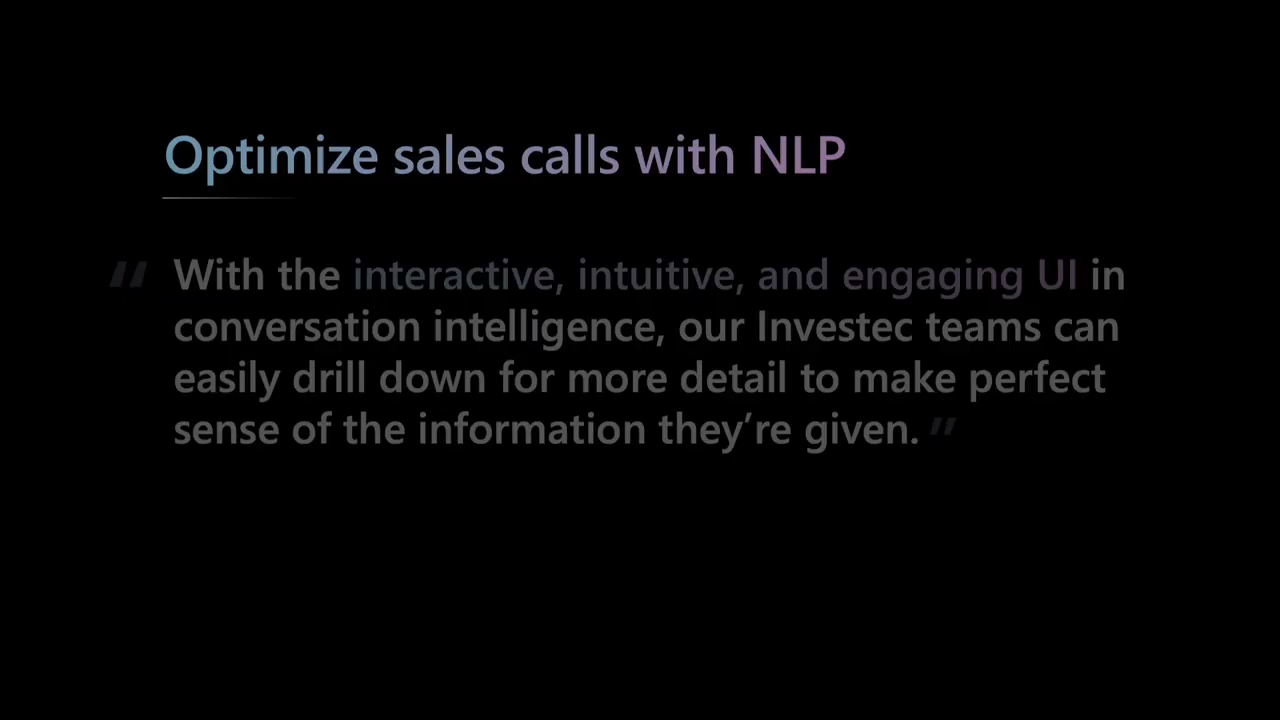 Optimize sales calls with NLP
" With the interactive, intuitive, and engaging UI in
conversation intelligence, our Investec teams can
easily drill down for more detail to make perfect
sense of the information they’re given. "